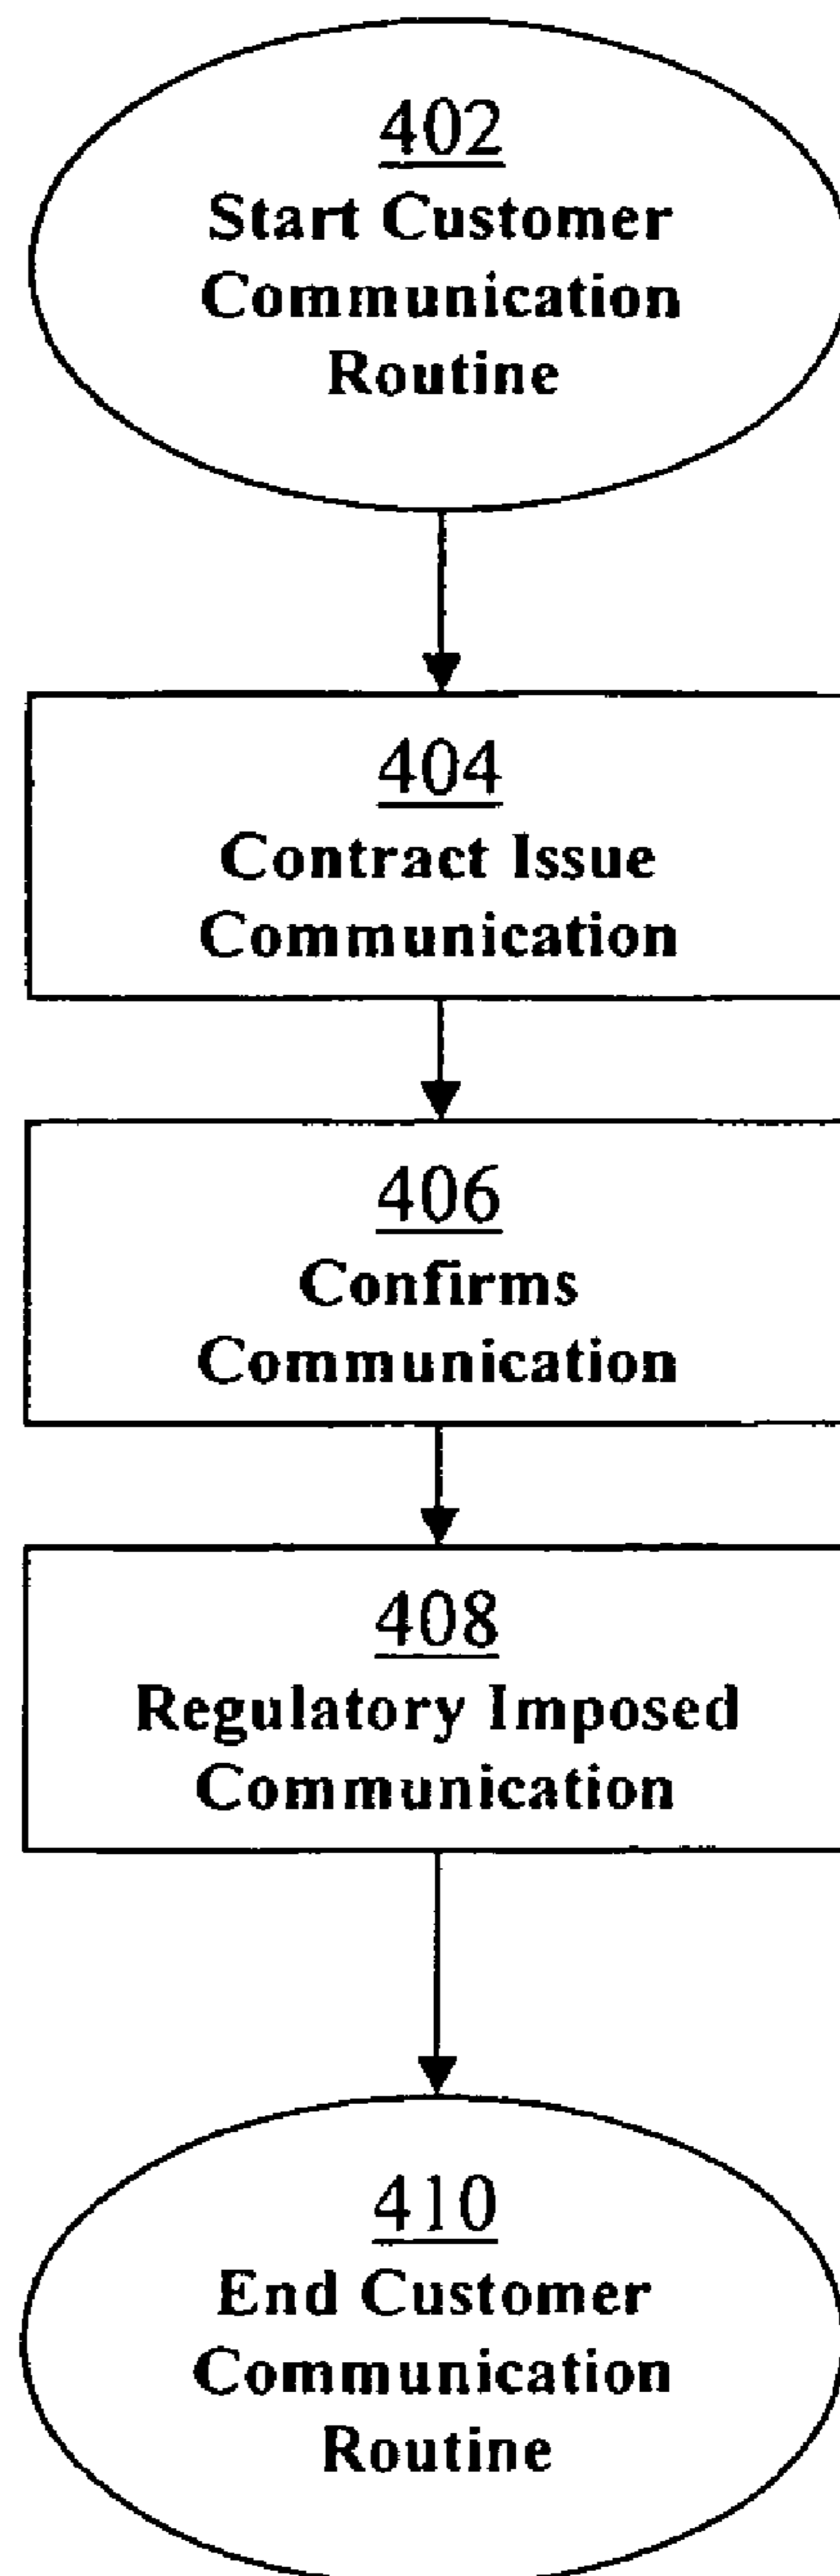 402
Start Customer
Communication
Routine
404
Contract Issue
Communication
406
Confirms
Communication
408
Regulatory Imposed
Communication
410
End Customer
Communication
Routine